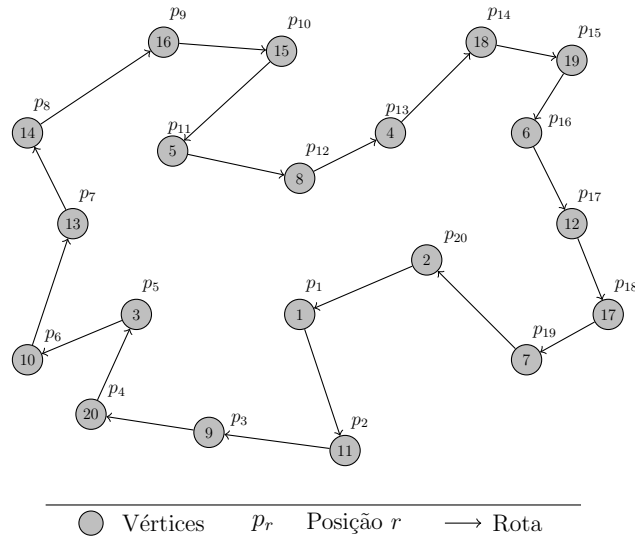 p9
p10
p14
p15
16
15
18
19
p8
p11
p13
p16
14
5
4
6
p12
8
p7
p17
13
12
p20
2
p5
p1
p18
3
1
17
p6
p19
10
7
p4
20
p3
p2
9
11
Vértices pr Posição r Rota